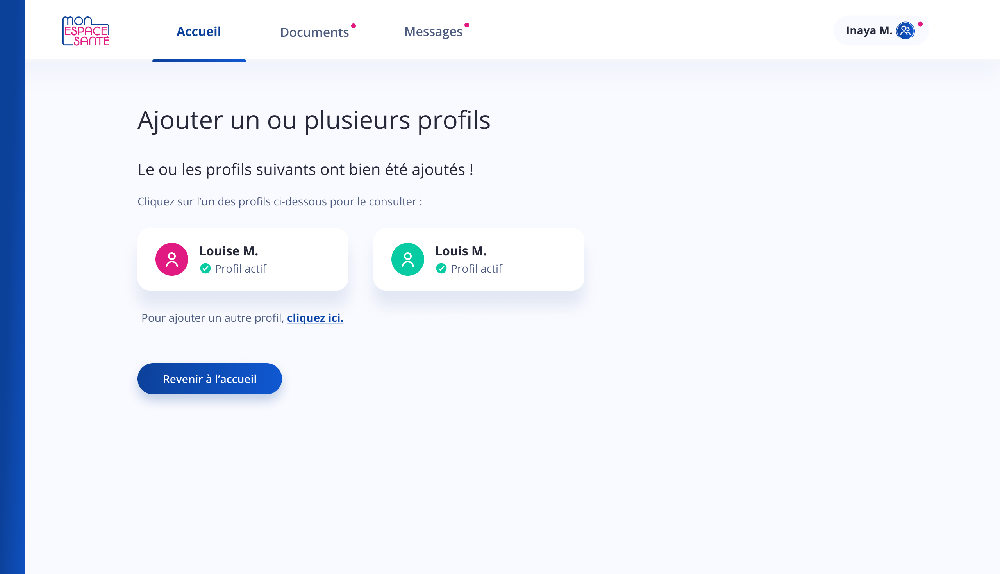 mon
ESPACE
SANTÉ
Accueil
Documents
Messages
Inaya M.
Ajouter un ou plusieurs profils
Le ou les profils suivants ont bien été ajoutés !
Cliquez sur l’un des profils ci-dessous pour le consulter :
Louise M.
Profil actif
Louis M.
Profil actif
Pour ajouter un autre profil, cliquez ici.
Revenir à l’accueil